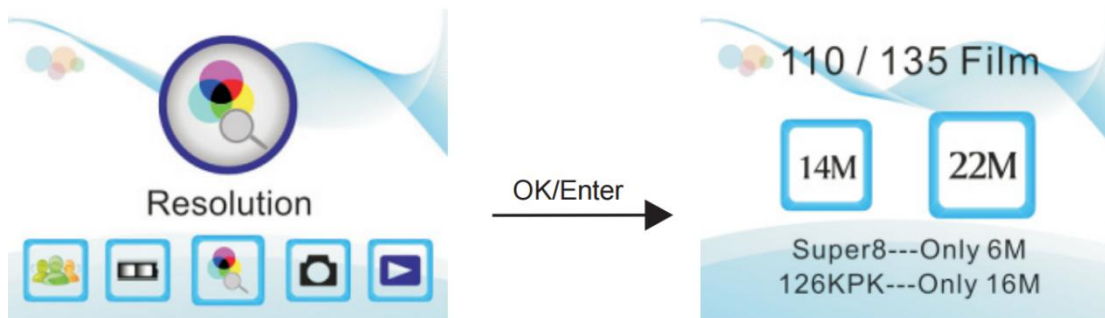 Resolution
OK/Enter
110 / 135 Film
14M
22M
Super8---Only 6M
126KPK---Only 16M